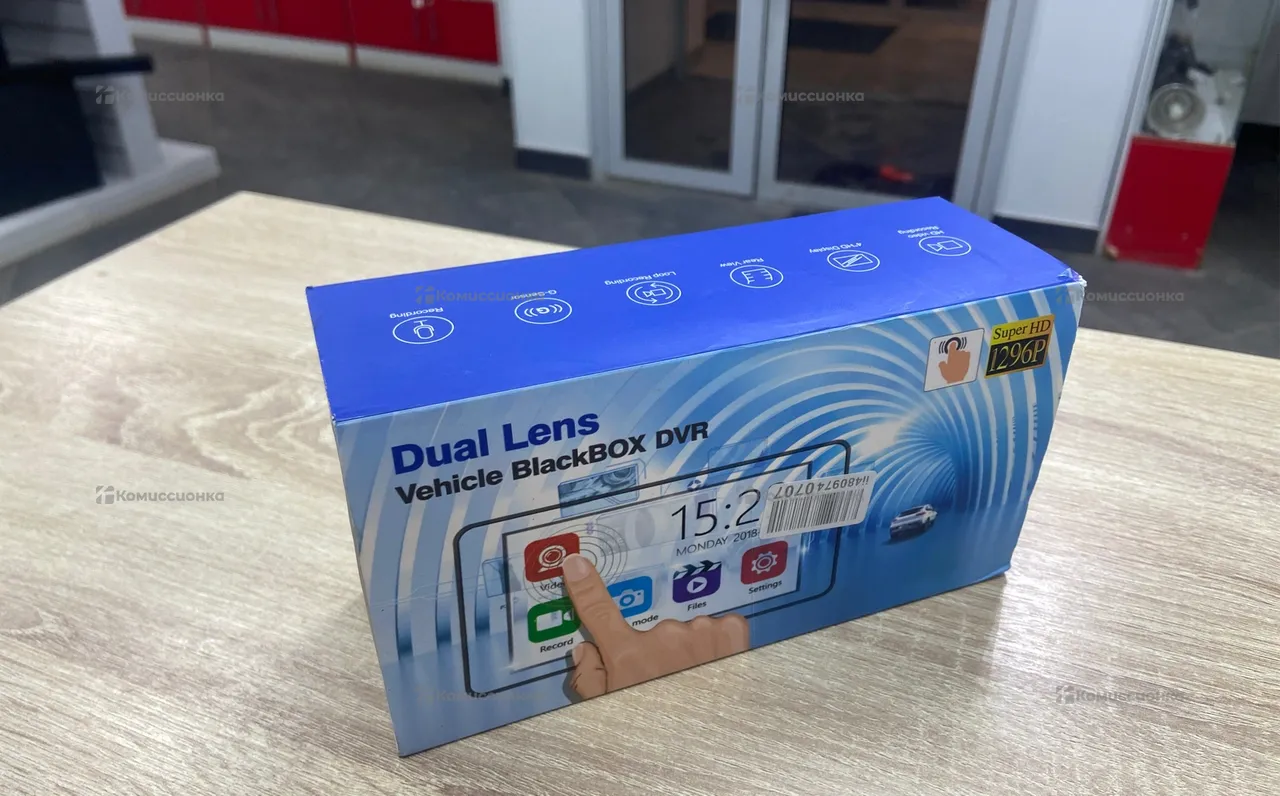 Комиссионка
Комиссионка
HD video
Recording
4"HD Display
Rear View
Loop Recording
G-Sensor
Recording
Комиссионка
Комиссионка
Super HD
1296P
Dual Lens
Vehicle BlackBOX DVR
15:2
MONDAY 2018
Video
Files
Settings
Record
mode
Комиссионка
Комиссионка
Комиссионка